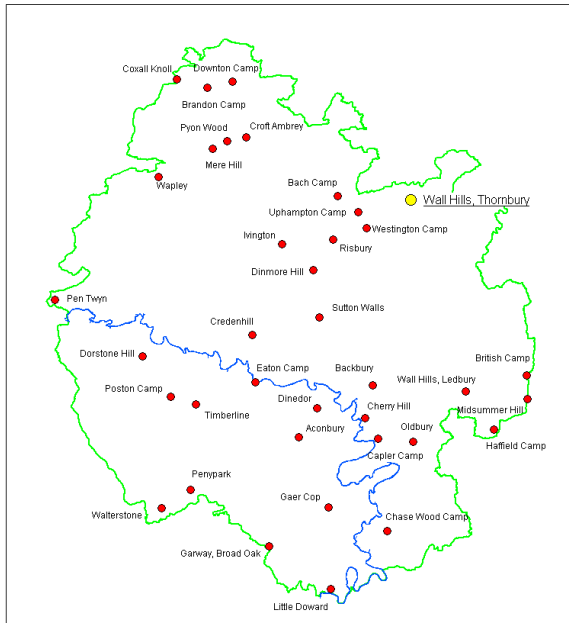 Coxall Knoll
Downton Camp
Brandon Camp
Pyon Wood
Croft Ambrey
Mere Hill
Wapley
Bach Camp
Wall Hills, Thornbury
Uphampton Camp
Westington Camp
Ivington
Risbury
Dinmore Hill
Pen Twyn
Sutton Walls
Credenhill
Dorstone Hill
Eaton Camp
Backbury
British Camp
Wall Hills, Ledbury
Poston Camp
Timberline
Dinedor
Cherry Hill
Midsummer Hill
Aconbury
Oldbury
Haffield Camp
Capler Camp
Penypark
Walterstone
Gaer Cop
Chase Wood Camp
Garway, Broad Oak
Little Doward